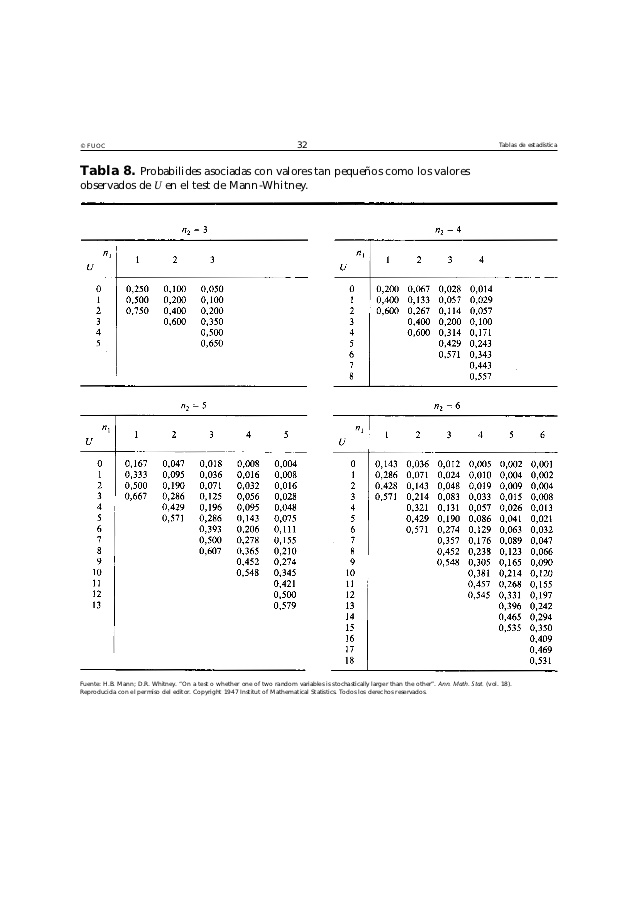 © FUOC 32 Tablas de estadística
Tabla 8. Probabilides asociadas con valores tan pequeños como los valores
observados de U en el test de Mann-Whitney.
n2 = 3
n1
U 1 2 3
0 0,250 0,100 0,050
1 0,500 0,200 0,100
2 0,750 0,400 0,200
3 0,600 0,350
4 0,500
5 0,650
n2 = 4
n1
U 1 2 3 4
0 0,200 0,067 0,028 0,014
1 0,400 0,133 0,057 0,029
2 0,600 0,267 0,114 0,057
3 0,400 0,200 0,100
4 0,600 0,314 0,171
5 0,429 0,243
6 0,571 0,343
7 0,443
8 0,557
n2 = 5
n1
U 1 2 3 4 5
0 0,167 0,047 0,018 0,008 0,004
1 0,333 0,095 0,036 0,016 0,008
2 0,500 0,190 0,071 0,032 0,016
3 0,667 0,286 0,125 0,056 0,028
4 0,429 0,196 0,095 0,048
5 0,571 0,286 0,143 0,075
6 0,393 0,206 0,111
7 0,500 0,278 0,155
8 0,607 0,365 0,210
9 0,452 0,274
10 0,548 0,345
11 0,421
12 0,500
13 0,579
n2 = 6
n1
U 1 2 3 4 5 6
0 0,143 0,036 0,012 0,005 0,002 0,001
1 0,286 0,071 0,024 0,010 0,004 0,002
2 0,428 0,143 0,048 0,019 0,009 0,004
3 0,571 0,214 0,083 0,033 0,015 0,008
4 0,321 0,131 0,057 0,026 0,013
5 0,429 0,190 0,086 0,041 0,021
6 0,571 0,274 0,129 0,063 0,032
7 0,357 0,176 0,089 0,047
8 0,452 0,238 0,123 0,066
9 0,548 0,305 0,165 0,090
10 0,381 0,214 0,120
11 0,457 0,268 0,155
12 0,545 0,331 0,197
13 0,396 0,242
14 0,465 0,294
15 0,535 0,350
16 0,409
17 0,469
18 0,531
Fuente: H.B. Mann; D.R. Whitney. “On a test o whether one of two random variables is stochastically larger than the other”. Ann. Math. Stat. (vol. 18).
Reproducida con el permiso del editor. Copyright 1947 Institut of Mathematical Statistics. Todos los derechos reservados.